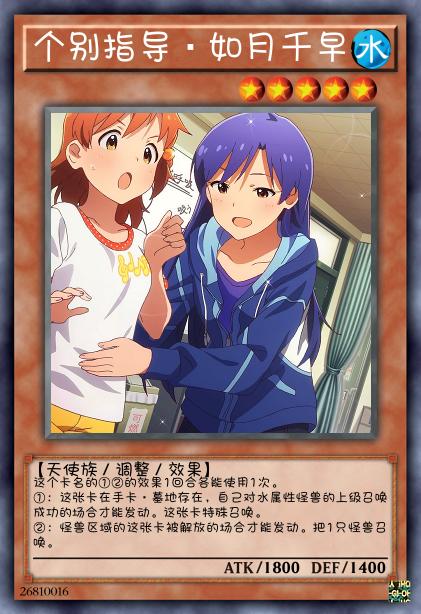 个别指导·如月千早
水
呼吸
吸
可燃
【天使族/调整/效果】
这个卡名的①②的效果1回合各能使用1次。
①:这张卡在手卡·墓地存在,自己对水属性怪兽的上级召唤
成功的场合才能发动。这张卡特殊召唤。
②:怪兽区域的这张卡被解放的场合才能发动。把1只怪兽召
唤。
ATK/1800 DEF/1400
26810016